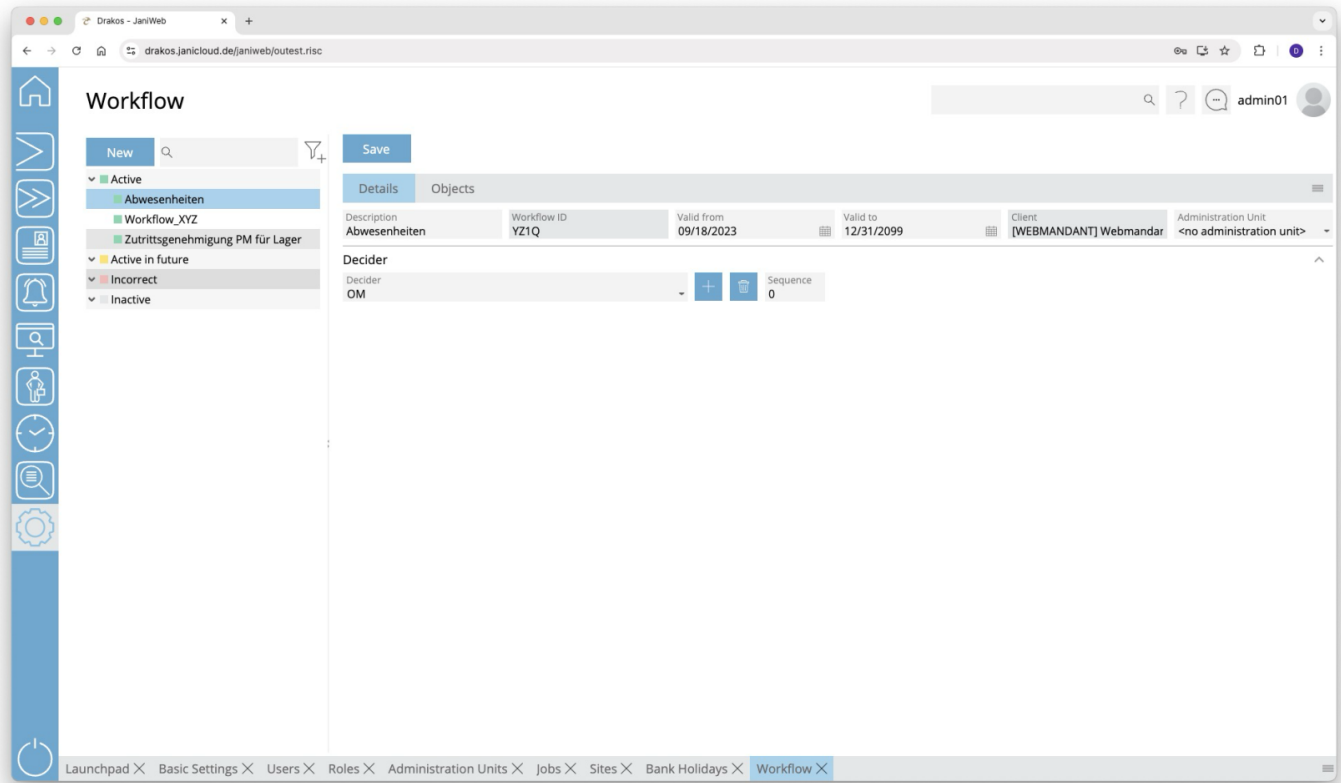 Drakos - JaniWeb
drakos.janicloud.de/janiweb/outest.risc
D
Workflow
admin01
New
Save
Active
Abwesenheiten
Workflow_XYZ
Zutrittsgenehmigung PM für Lager
Active in future
Incorrect
Inactive
Details Objects
Description Workflow ID Valid from Valid to Client Administration Unit
Abwesenheiten YZ1Q 09/18/2023 12/31/2099 [WEBMANDANT] Webmandar <no administration unit>
Decider
Decider Sequence
OM 0
Launchpad Basic Settings Users Roles Administration Units Jobs Sites Bank Holidays Workflow